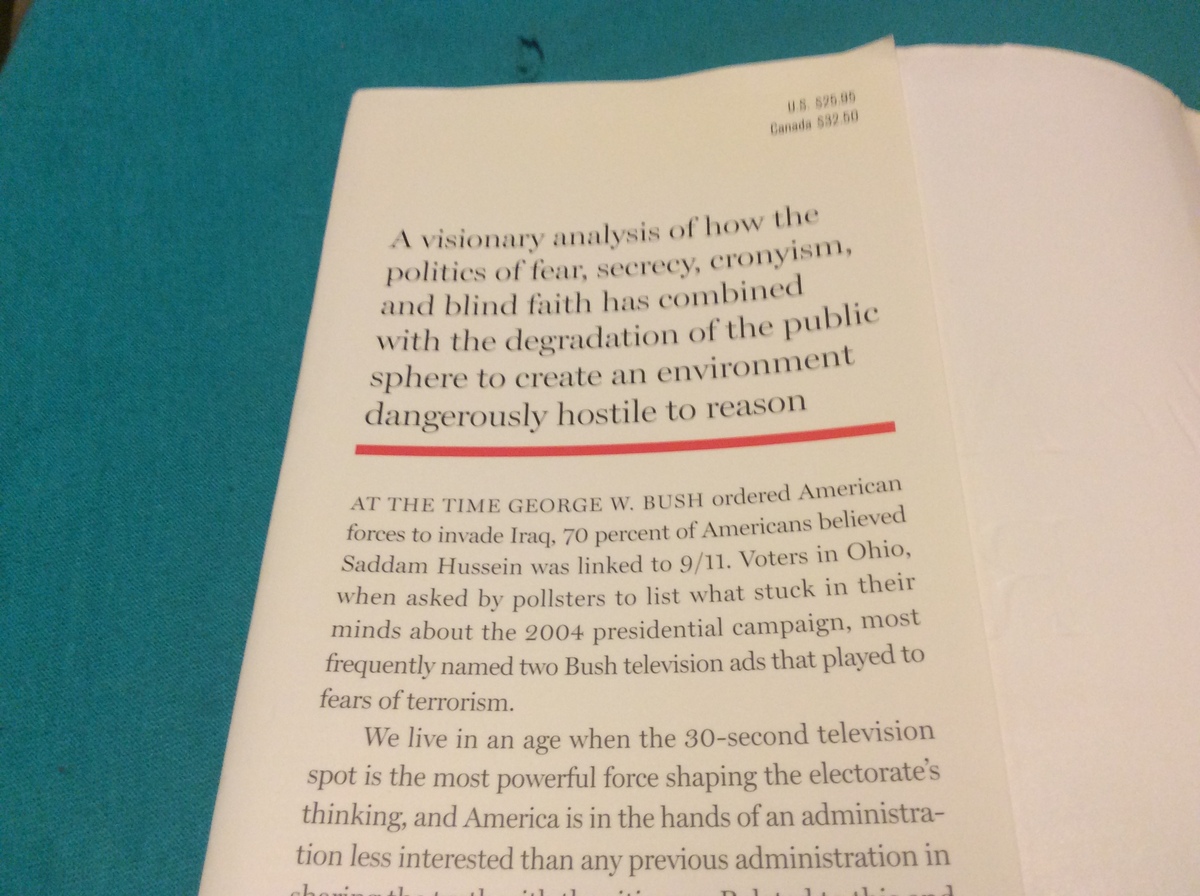 U.S. $25.95
Canada $32.50
A visionary analysis of how the
politics of fear, secrecy, cronyism,
and blind faith has combined
with the degradation of the public
sphere to create an environment
dangerously hostile to reason
AT THE TIME GEORGE W. BUSH ordered American
forces to invade Iraq, 70 percent of Americans believed
Saddam Hussein was linked to 9/11. Voters in Ohio,
when asked by pollsters to list what stuck in their
minds about the 2004 presidential campaign, most
frequently named two Bush television ads that played to
fears of terrorism.
We live in an age when the 30-second television
spot is the most powerful force shaping the electorate's
thinking, and America is in the hands of an administra-
tion less interested than any previous administration in